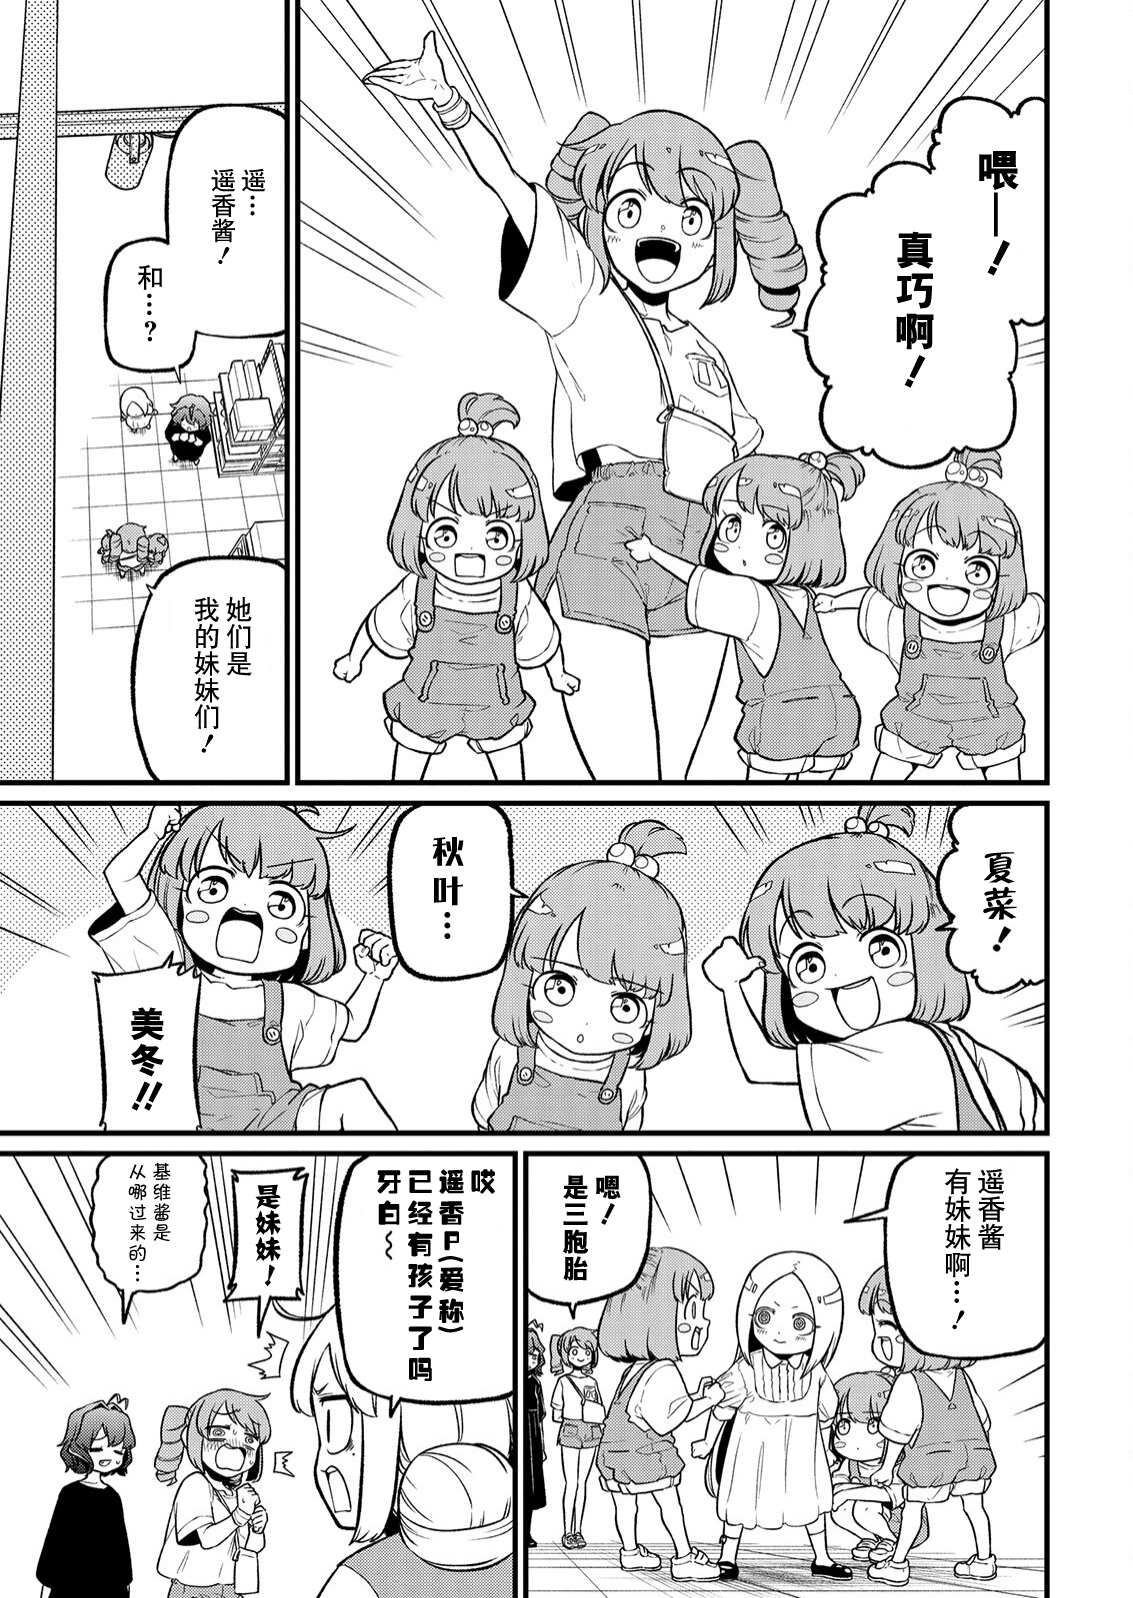 喂—！
真巧啊！
遥…
遥香酱！
和…？
她们是
我的妹妹们！
夏菜！
秋叶…
美冬!!
遥香酱
有妹妹啊…！
嗯！
是三胞胎
哎
遥香P(爱称)
已经有孩子了吗
牙白～
是妹妹！
基维酱是
从哪过来的…